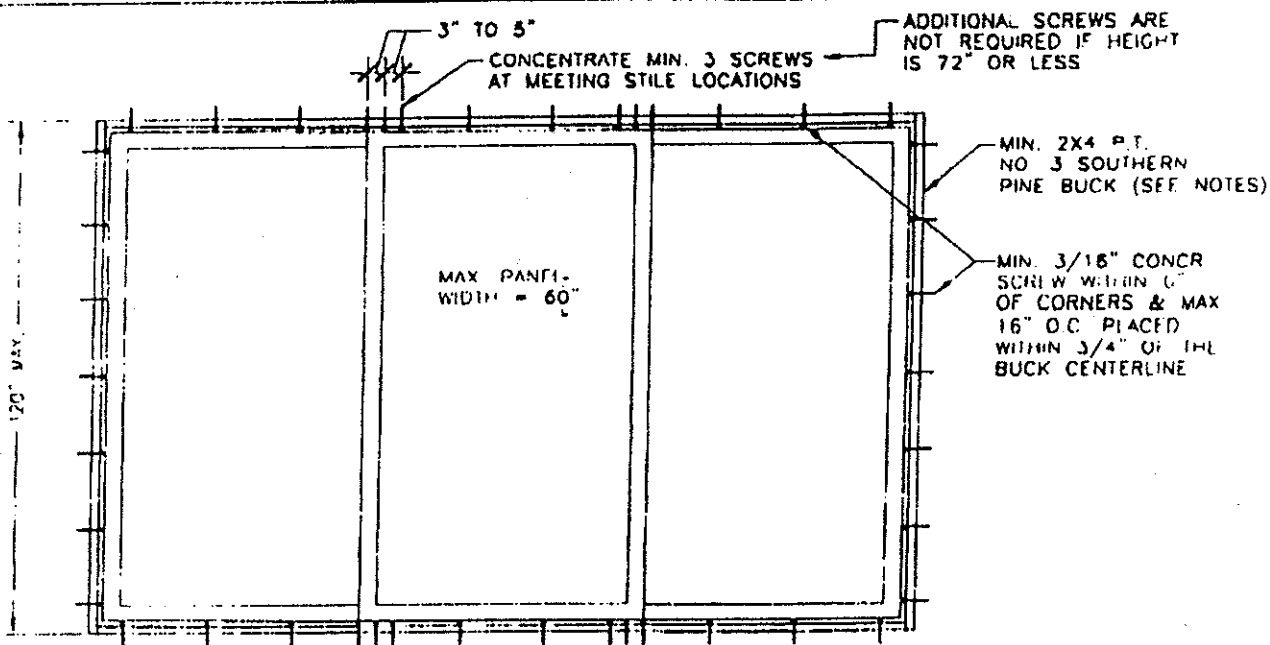 3" TO 5"
CONCENTRATE MIN. 3 SCREWS
AT MEETING STILE LOCATIONS
ADDITIONAL SCREWS ARE
NOT REQUIRED IF HEIGHT
IS 72" OR LESS
MIN. 2X4 P.T.
NO 3 SOUTHERN
PINE BUCK (SEE NOTES)
MAX PANEL
WIDTH = 60"
MIN. 3/16" CONCR
SCREW WITHIN 6"
OF CORNERS & MAX
16" O.C PLACED
WITHIN 3/4" OF THE
BUCK CENTERLINE
120" MAX.